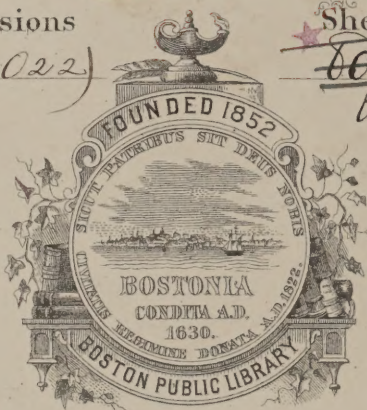 sions
She
022)
FOUNDED 1852
SICUT PATRIBUS SIT DEUS NOBIS
CIVITATIS REGIMINE DONATA A.D. 1822.
BOSTONIA
CONDITA A.D.
1630.
BOSTON PUBLIC LIBRARY